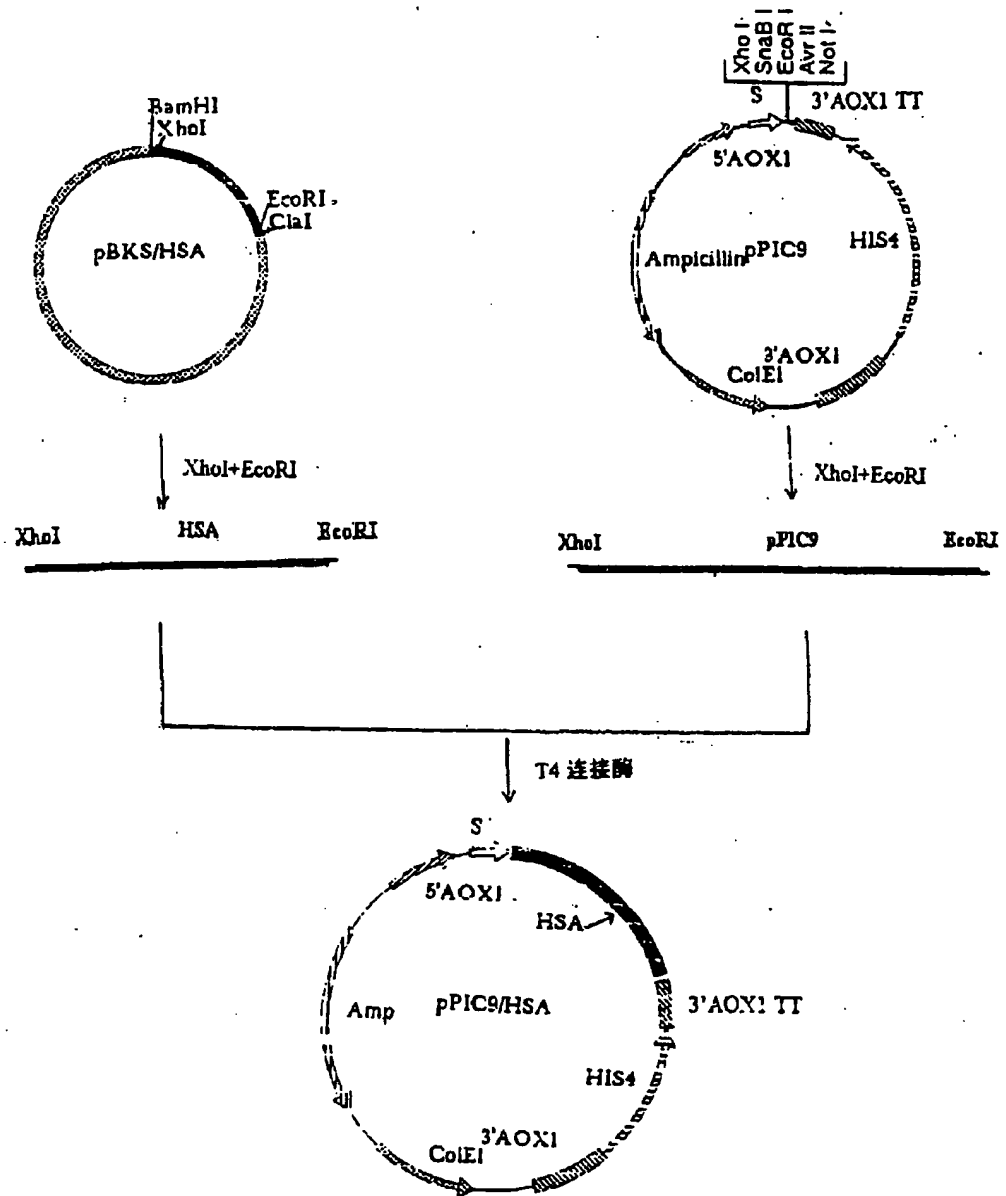 BamHI
XhoI
EcoRI
ClaI
pBKS/HSA
Xho I
SnaB I
EcoR I
Avr II
Not I
S
3'AOX1 TT
5'AOX1
HIS4
Ampicillin
pPIC9
3'AOX1
ColE1
XhoI+EcoRI
XhoI+EcoRI
XhoI
HSA
EcoRI
XhoI
pPIC9
EcoRI
T4 连接酶
S
5'AOX1
HSA
Amp
pPIC9/HSA
3'AOX1 TT
HIS4
3'AOX1
ColE1